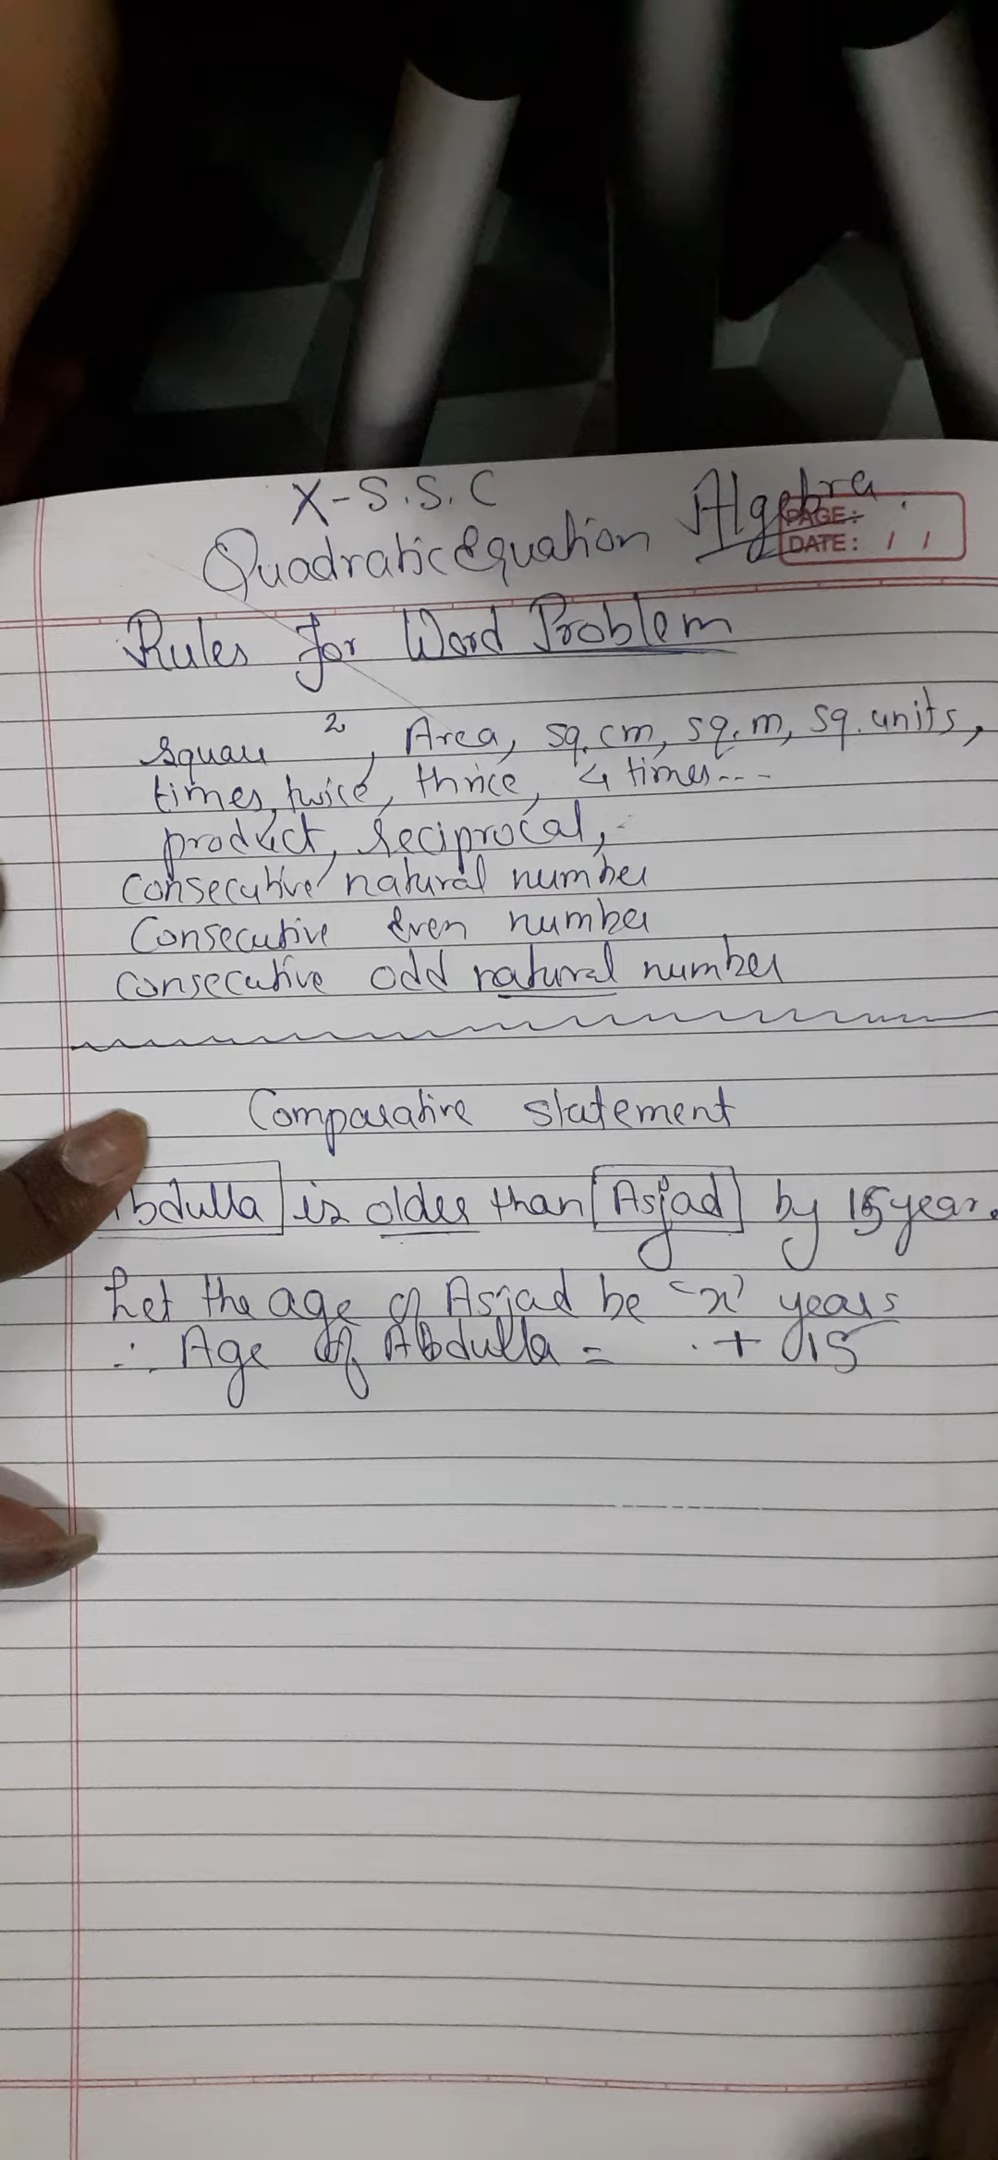 X-S.S.C
Quadratic Equation Algebra
PAGE:
DATE: / /
Rules for Word Problem
square ², Area, sq.cm, sq.m, sq.units,
times, twice, thrice, 4 times---
product, reciprocal,
Consecutive natural number
Consecutive Even number
Consecutive odd natural number
Comparative statement
bdulla is older than Asjad by 15 year.
Let the age of Asjad be 'x' years
∴ Age of Abdulla = . + 15